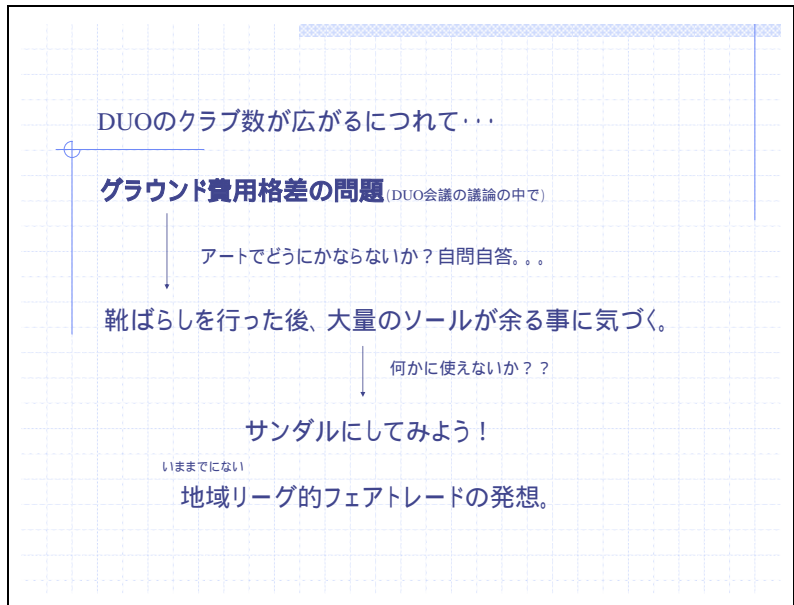 DUOのクラブ数が広がるにつれて・・・
グラウンド費用格差の問題(DUO会議の議論の中で)
アートでどうにかならないか？自問自答。。。
靴ばらしを行った後、大量のソールが余る事に気づく。
何かに使えないか？？
サンダルにしてみよう！
いままでにない
地域リーグ的フェアトレードの発想。